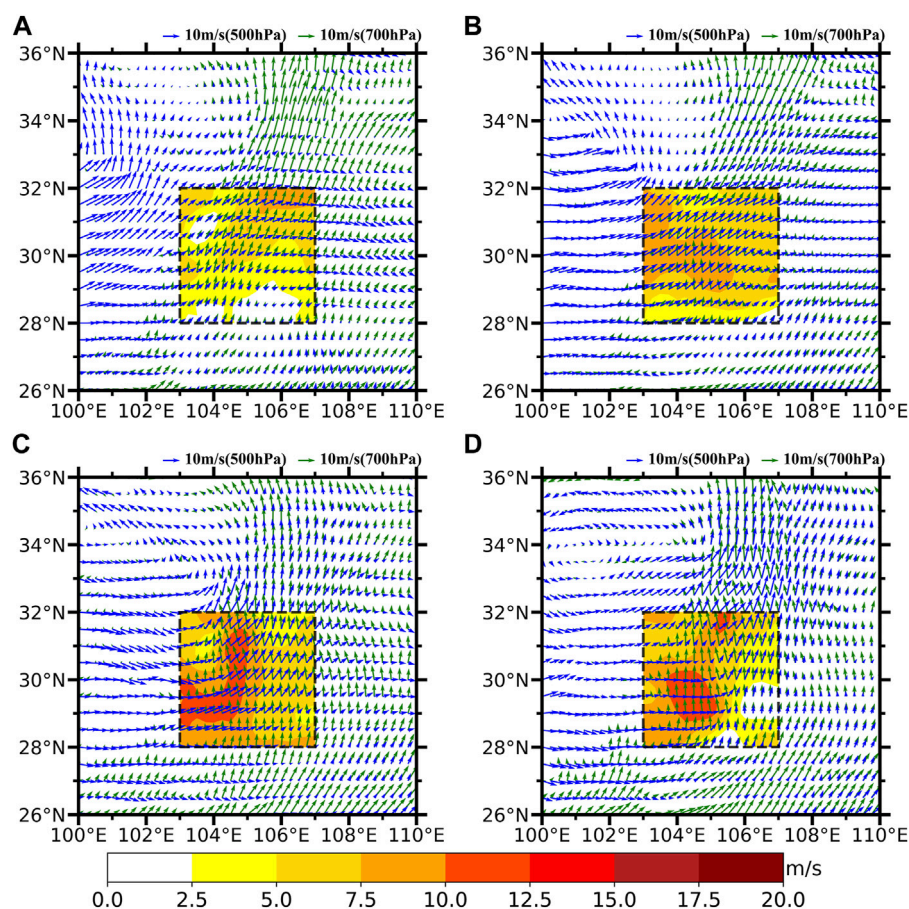 A
10m/s(500hPa) 10m/s(700hPa)
36°N
34°N
32°N
30°N
28°N
26°N
100°E 102°E 104°E 106°E 108°E 110°E
B
10m/s(500hPa) 10m/s(700hPa)
36°N
34°N
32°N
30°N
28°N
26°N
100°E 102°E 104°E 106°E 108°E 110°E
C
10m/s(500hPa) 10m/s(700hPa)
36°N
34°N
32°N
30°N
28°N
26°N
100°E 102°E 104°E 106°E 108°E 110°E
D
10m/s(500hPa) 10m/s(700hPa)
36°N
34°N
32°N
30°N
28°N
26°N
100°E 102°E 104°E 106°E 108°E 110°E
m/s
0.0 2.5 5.0 7.5 10.0 12.5 15.0 17.5 20.0